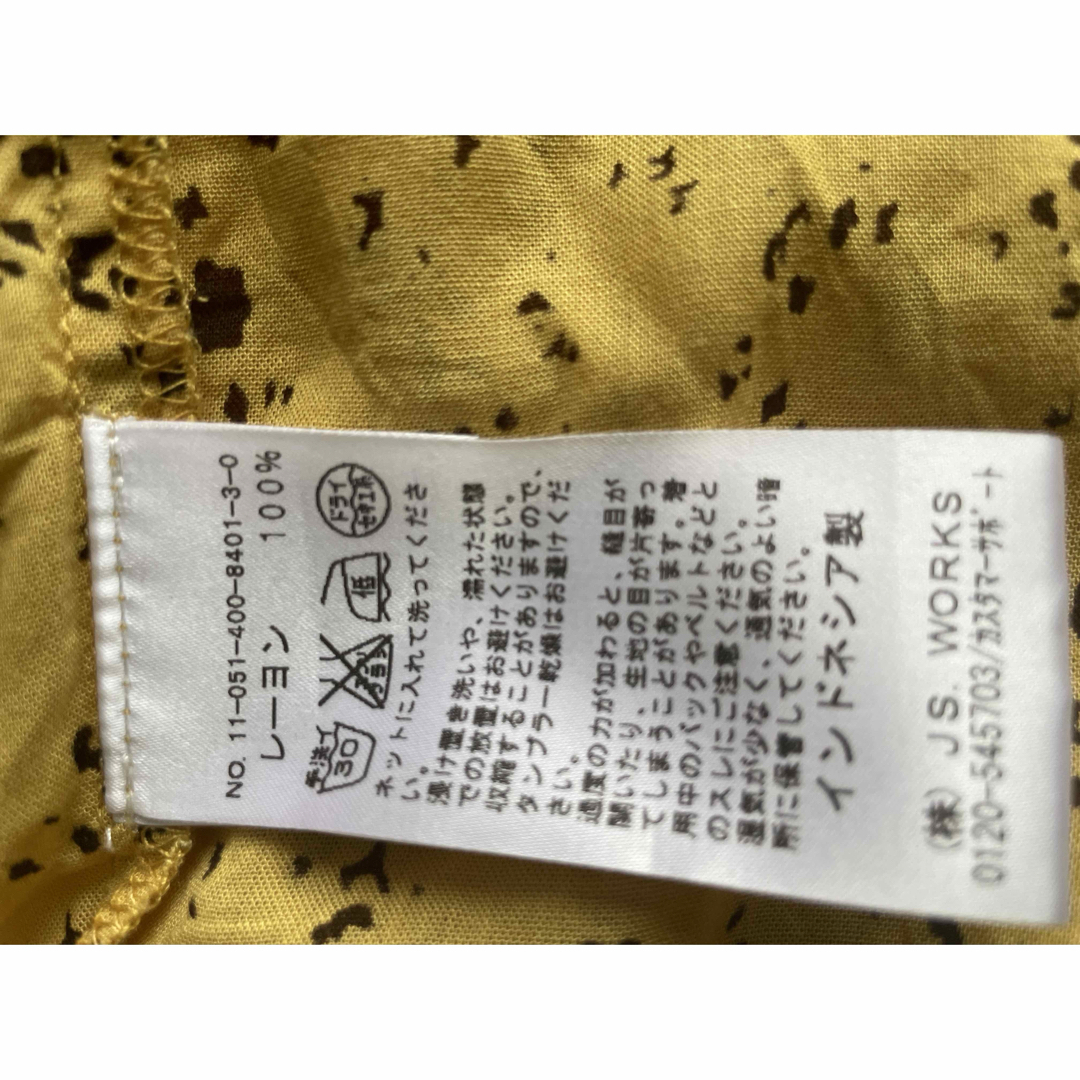 NO. 11-051-400-8401-3-0
レーヨン 100%
手洗イ 30 エンソサラシ 低 ドライ セキユ系
ネットに入れて洗ってくださ
い。
浸け置き洗いや、濡れた状態
での放置はお避けください。
収縮することがありますので、
タンブラー乾燥はお避けくだ
さい。
過度の力が加わると、縫目が
開いたり、生地の目が片寄っ
てしまうことがあります。着
用中のバックやベルトなどと
のスレにご注意ください。
湿気が少なく、通気のよい暗
所に保管してください。
インドネシア製
(株) J.S. WORKS
0120-545703/カスタマーサポート